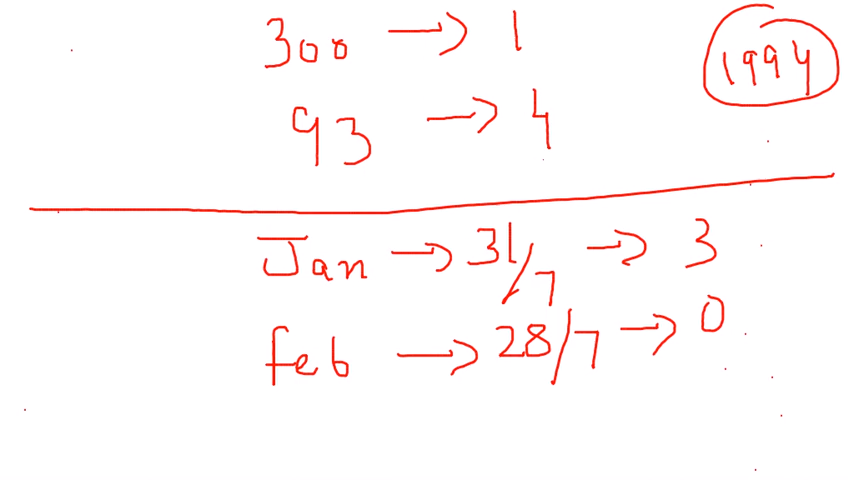 300 → 1
1994
93 → 4
Jan → 31/7 → 3
feb → 28/7 → 0